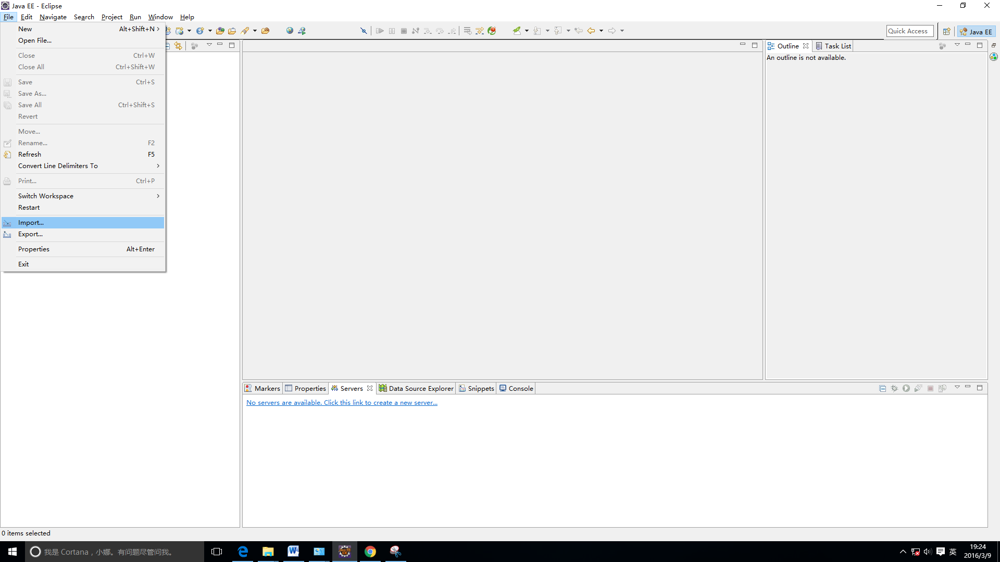 Java EE - Eclipse
File Edit Navigate Search Project Run Window Help
New Alt+Shift+N
Open File...
Close Ctrl+W
Close All Ctrl+Shift+W
Save Ctrl+S
Save As...
Save All Ctrl+Shift+S
Revert
Move...
Rename... F2
Refresh F5
Convert Line Delimiters To
Print... Ctrl+P
Switch Workspace
Restart
Import...
Export...
Properties Alt+Enter
Exit
Quick Access
Java EE
Outline Task List
An outline is not available.
Markers Properties Servers Data Source Explorer Snippets Console
No servers are available. Click this link to create a new server...
0 items selected
我是 Cortana，小娜。有问题尽管问我。
英
19:24
2016/3/9